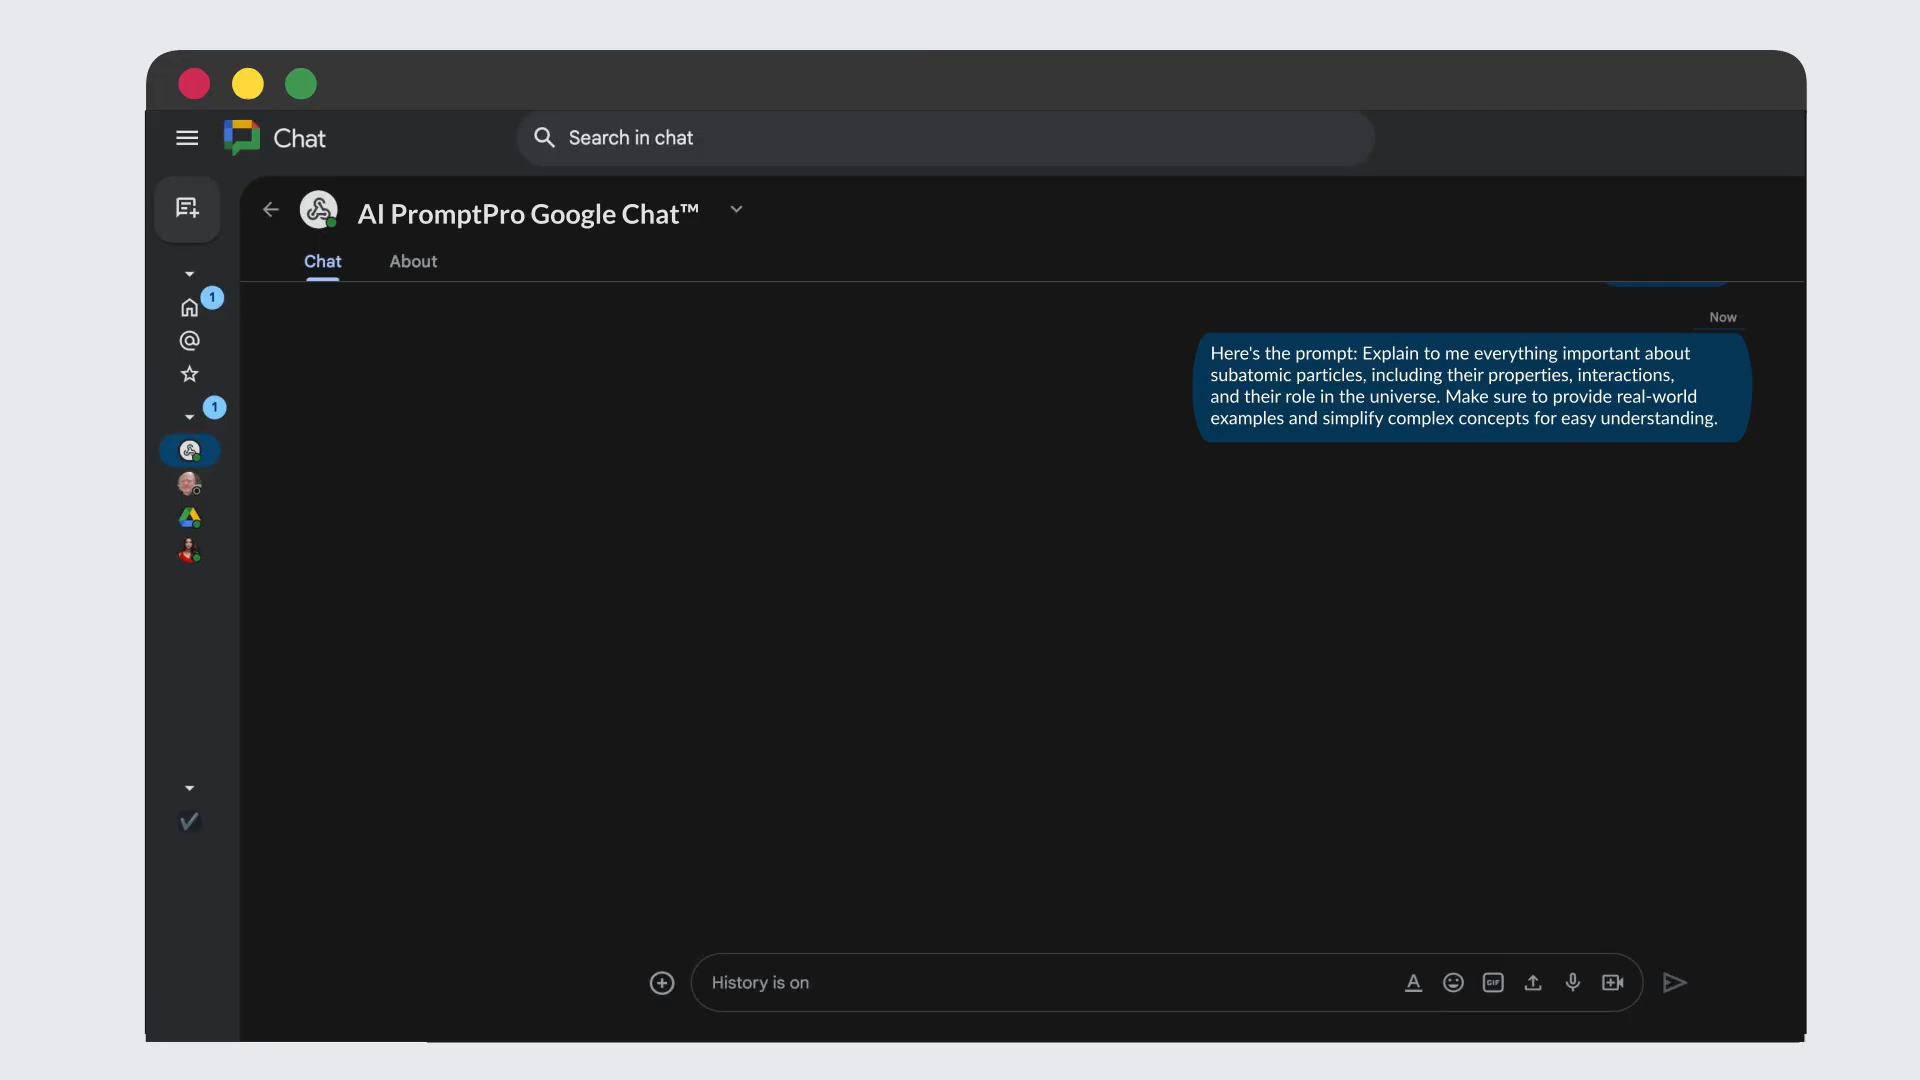 Chat
Search in chat
AI PromptPro Google Chat™
Chat About
1
1
Now
Here's the prompt: Explain to me everything important about
subatomic particles, including their properties, interactions,
and their role in the universe. Make sure to provide real-world
examples and simplify complex concepts for easy understanding.
History is on
GIF